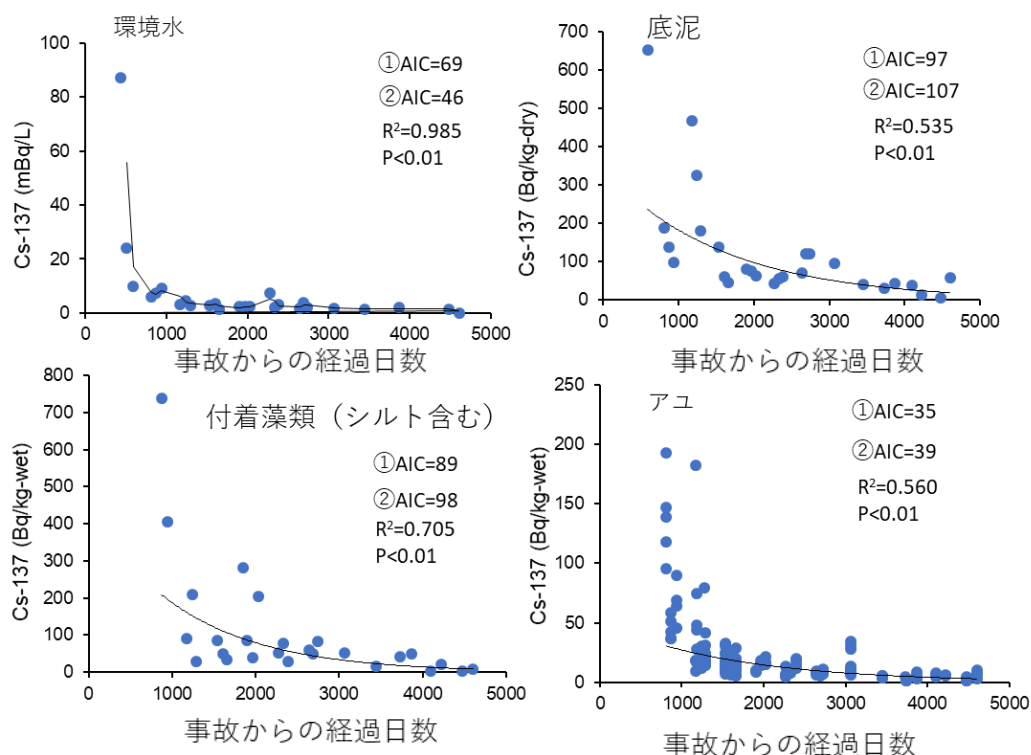 環境水
①AIC=69
②AIC=46
R²=0.985
P<0.01
Cs-137 (mBq/L)
100
80
60
40
20
0
0 1000 2000 3000 4000 5000
事故からの経過日数
底泥
①AIC=97
②AIC=107
R²=0.535
P<0.01
Cs-137 (Bq/kg-dry)
700
600
500
400
300
200
100
0
0 1000 2000 3000 4000 5000
事故からの経過日数
付着藻類（シルト含む）
①AIC=89
②AIC=98
R²=0.705
P<0.01
Cs-137 (Bq/kg-wet)
800
700
600
500
400
300
200
100
0
0 1000 2000 3000 4000 5000
事故からの経過日数
アユ
①AIC=35
②AIC=39
R²=0.560
P<0.01
Cs-137 (Bq/kg-wet)
250
200
150
100
50
0
0 1000 2000 3000 4000 5000
事故からの経過日数